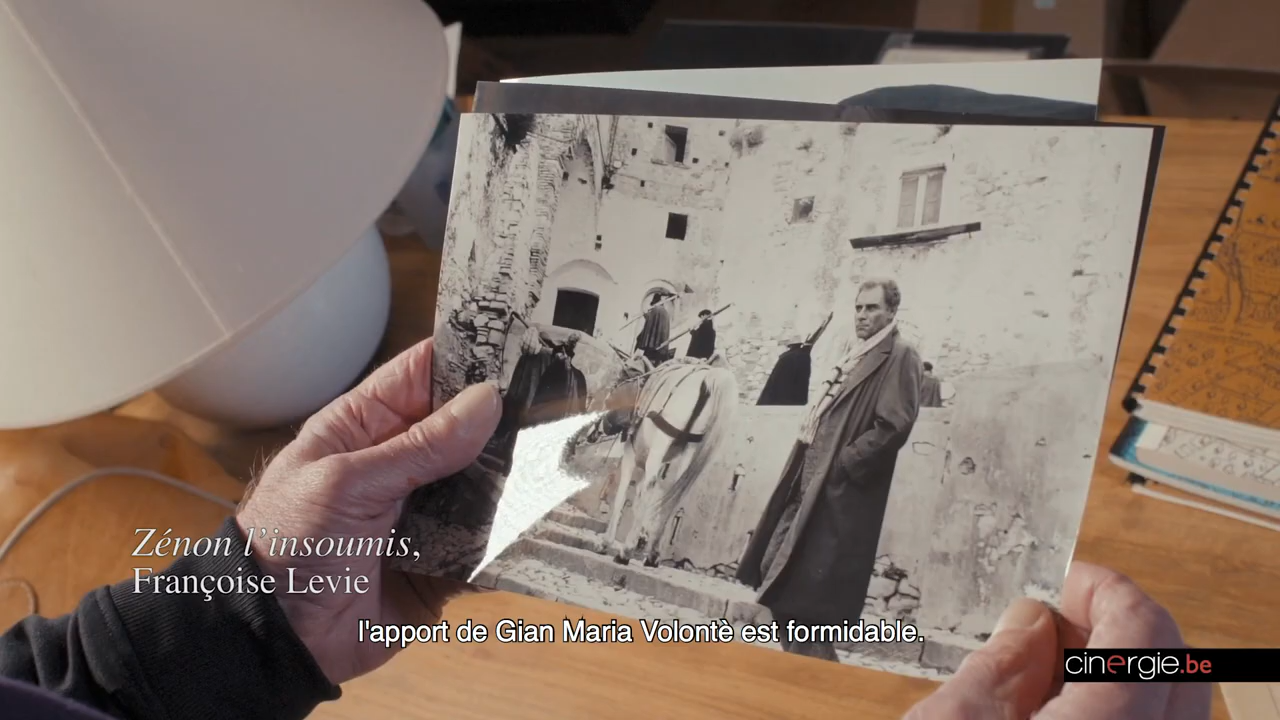 Zénon l'insoumis,
Françoise Levie
l'apport de Gian Maria Volontè est formidable.
cinergie.be